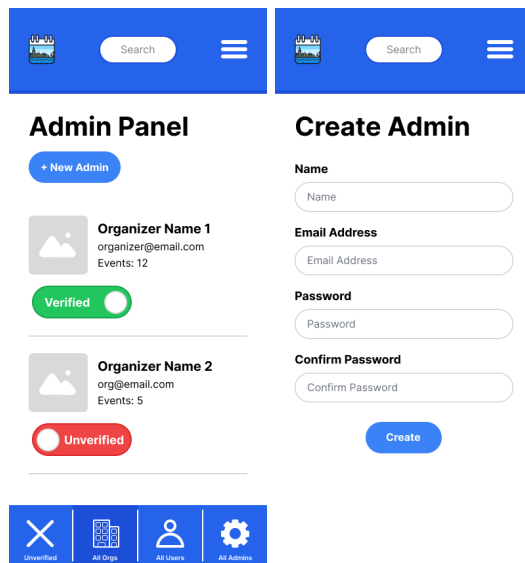 Search
Admin Panel
+ New Admin
Organizer Name 1
organizer@email.com
Events: 12
Verified
Organizer Name 2
org@email.com
Events: 5
Unverified
Unverified
All Orgs
All Users
All Admins
Search
Create Admin
Name
Name
Email Address
Email Address
Password
Password
Confirm Password
Confirm Password
Create